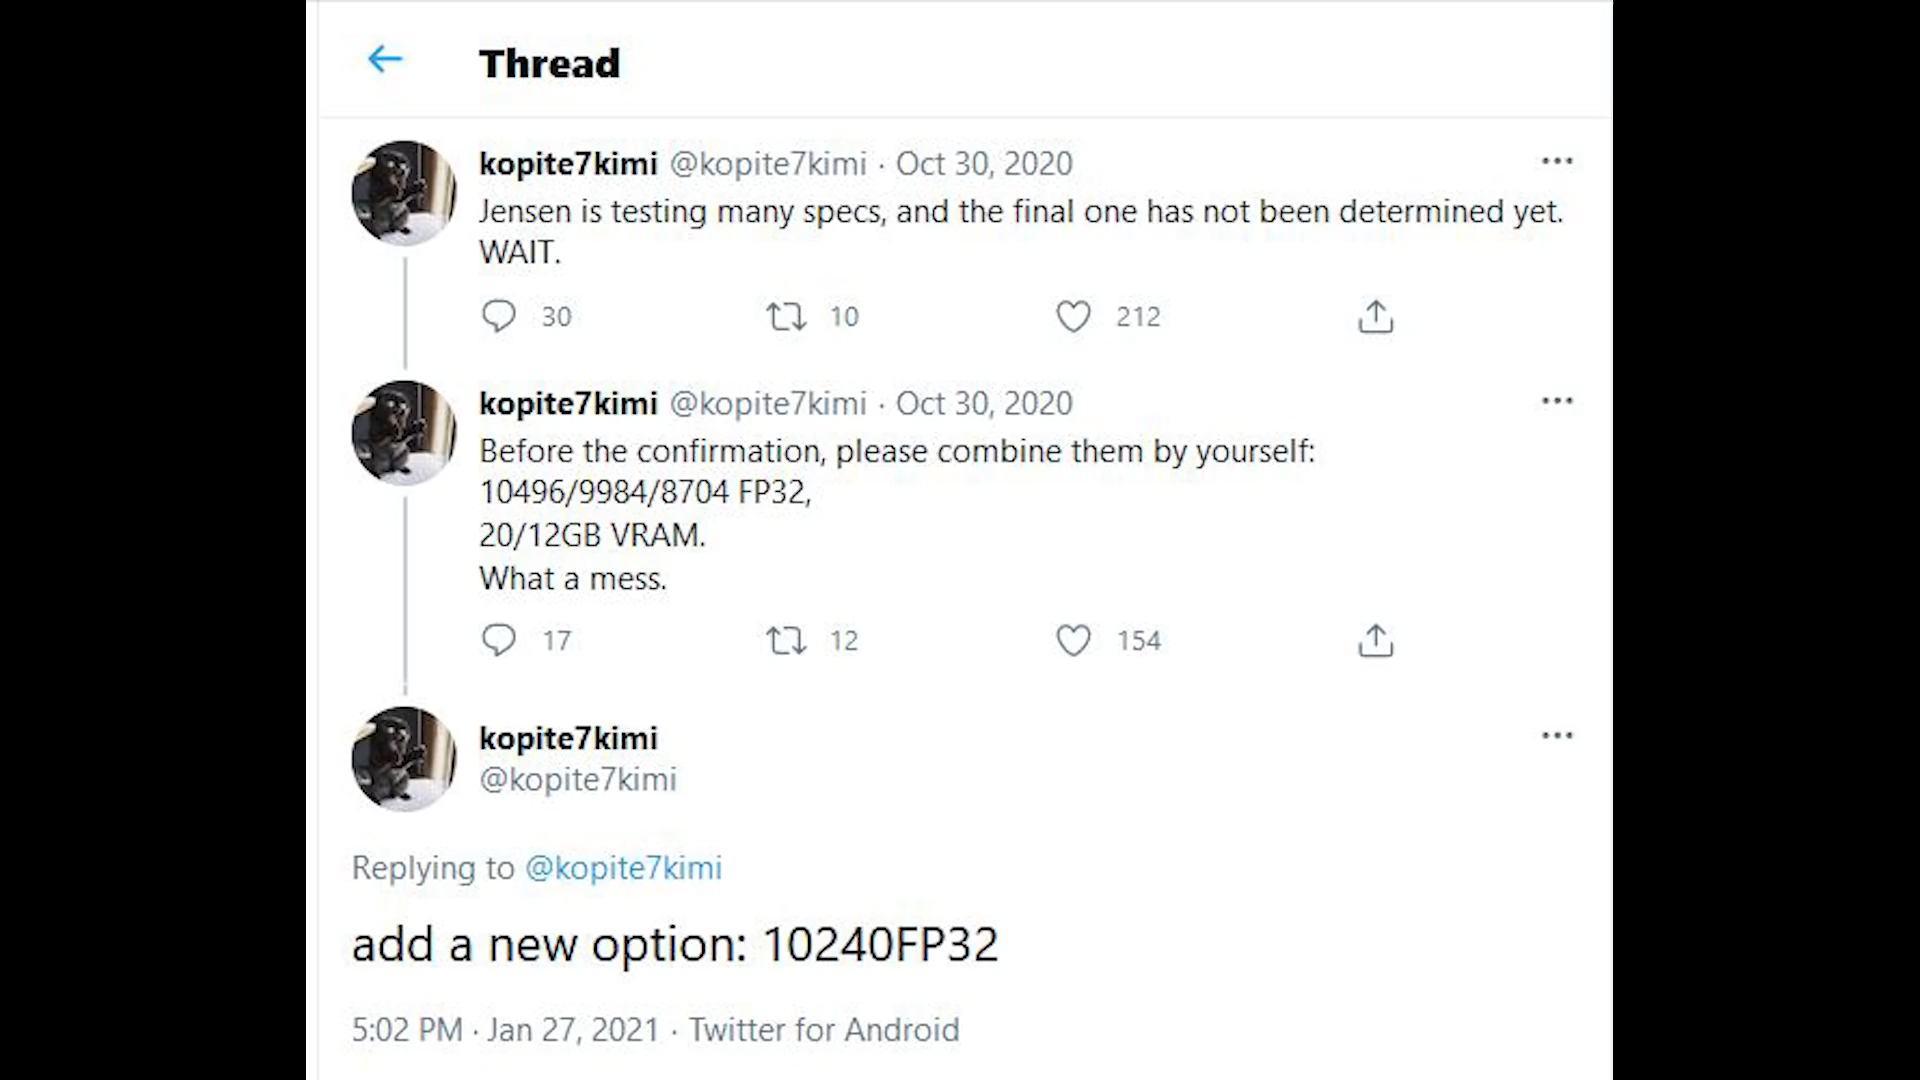 Thread
kopite7kimi @kopite7kimi · Oct 30, 2020
Jensen is testing many specs, and the final one has not been determined yet.
WAIT.
30 10 212
kopite7kimi @kopite7kimi · Oct 30, 2020
Before the confirmation, please combine them by yourself:
10496/9984/8704 FP32,
20/12GB VRAM.
What a mess.
17 12 154
kopite7kimi
@kopite7kimi
Replying to @kopite7kimi
add a new option: 10240FP32
5:02 PM · Jan 27, 2021 · Twitter for Android